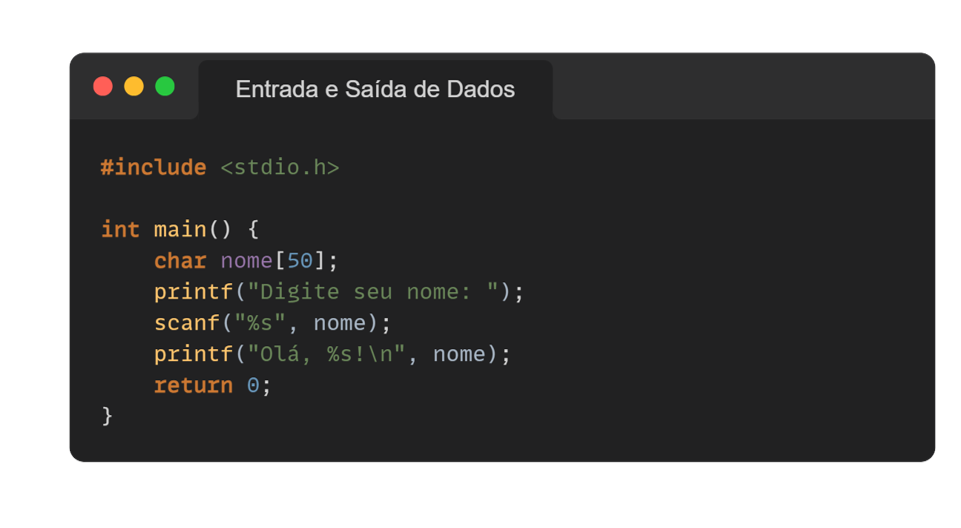 Entrada e Saída de Dados
#include <stdio.h>
int main() {
    char nome[50];
    printf("Digite seu nome: ");
    scanf("%s", nome);
    printf("Olá, %s!\n", nome);
    return 0;
}